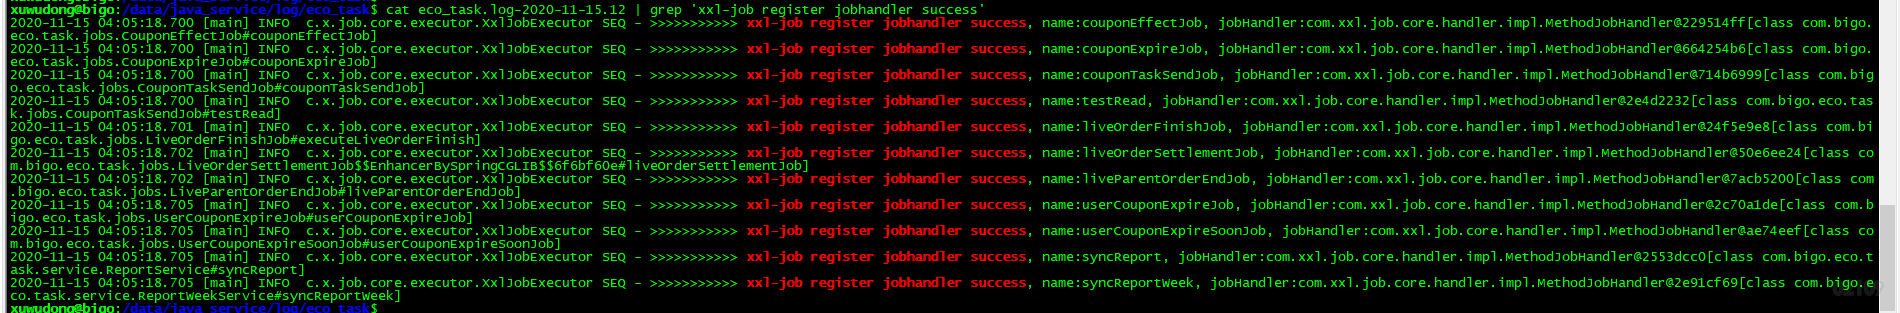 xuwudong@bigo:/data/java_service/log/eco_task$ cat eco_task.log-2020-11-15.12 | grep 'xxl-job register jobhandler success'
2020-11-15 04:05:18.700 [main] INFO  c.x.job.core.executor.XxlJobExecutor SEQ - >>>>>>>>>>> xxl-job register jobhandler success, name:couponEffectJob, jobHandler:com.xxl.job.core.handler.impl.MethodJobHandler@229514ff[class com.bigo.
eco.task.jobs.CouponEffectJob#couponEffectJob]
2020-11-15 04:05:18.700 [main] INFO  c.x.job.core.executor.XxlJobExecutor SEQ - >>>>>>>>>>> xxl-job register jobhandler success, name:couponExpireJob, jobHandler:com.xxl.job.core.handler.impl.MethodJobHandler@664254b6[class com.bigo.
eco.task.jobs.CouponExpireJob#couponExpireJob]
2020-11-15 04:05:18.700 [main] INFO  c.x.job.core.executor.XxlJobExecutor SEQ - >>>>>>>>>>> xxl-job register jobhandler success, name:couponTaskSendJob, jobHandler:com.xxl.job.core.handler.impl.MethodJobHandler@714b6999[class com.big
o.eco.task.jobs.CouponTaskSendJob#couponTaskSendJob]
2020-11-15 04:05:18.700 [main] INFO  c.x.job.core.executor.XxlJobExecutor SEQ - >>>>>>>>>>> xxl-job register jobhandler success, name:testRead, jobHandler:com.xxl.job.core.handler.impl.MethodJobHandler@2e4d2232[class com.bigo.eco.tas
k.jobs.CouponTaskSendJob#testRead]
2020-11-15 04:05:18.701 [main] INFO  c.x.job.core.executor.XxlJobExecutor SEQ - >>>>>>>>>>> xxl-job register jobhandler success, name:liveOrderFinishJob, jobHandler:com.xxl.job.core.handler.impl.MethodJobHandler@24f5e9e8[class com.bi
go.eco.task.jobs.LiveOrderFinishJob#executeLiveOrderFinish]
2020-11-15 04:05:18.702 [main] INFO  c.x.job.core.executor.XxlJobExecutor SEQ - >>>>>>>>>>> xxl-job register jobhandler success, name:liveOrderSettlementJob, jobHandler:com.xxl.job.core.handler.impl.MethodJobHandler@50e6ee24[class co
m.bigo.eco.task.jobs.LiveOrderSettlementJob$$EnhancerBySpringCGLIB$$6f6bf60e#liveOrderSettlementJob]
2020-11-15 04:05:18.702 [main] INFO  c.x.job.core.executor.XxlJobExecutor SEQ - >>>>>>>>>>> xxl-job register jobhandler success, name:liveParentOrderEndJob, jobHandler:com.xxl.job.core.handler.impl.MethodJobHandler@7acb5200[class com
.bigo.eco.task.jobs.LiveParentOrderEndJob#liveParentOrderEndJob]
2020-11-15 04:05:18.705 [main] INFO  c.x.job.core.executor.XxlJobExecutor SEQ - >>>>>>>>>>> xxl-job register jobhandler success, name:userCouponExpireJob, jobHandler:com.xxl.job.core.handler.impl.MethodJobHandler@2c70a1de[class com.b
igo.eco.task.jobs.UserCouponExpireJob#userCouponExpireJob]
2020-11-15 04:05:18.705 [main] INFO  c.x.job.core.executor.XxlJobExecutor SEQ - >>>>>>>>>>> xxl-job register jobhandler success, name:userCouponExpireSoonJob, jobHandler:com.xxl.job.core.handler.impl.MethodJobHandler@ae74eef[class co
m.bigo.eco.task.jobs.UserCouponExpireSoonJob#userCouponExpireSoonJob]
2020-11-15 04:05:18.705 [main] INFO  c.x.job.core.executor.XxlJobExecutor SEQ - >>>>>>>>>>> xxl-job register jobhandler success, name:syncReport, jobHandler:com.xxl.job.core.handler.impl.MethodJobHandler@2553dcc0[class com.bigo.eco.t
ask.service.ReportService#syncReport]
2020-11-15 04:05:18.705 [main] INFO  c.x.job.core.executor.XxlJobExecutor SEQ - >>>>>>>>>>> xxl-job register jobhandler success, name:syncReportWeek, jobHandler:com.xxl.job.core.handler.impl.MethodJobHandler@2e91cf69[class com.bigo.e
co.task.service.ReportWeekService#syncReportWeek]
xuwudong@bigo:/data/java_service/log/eco_task$